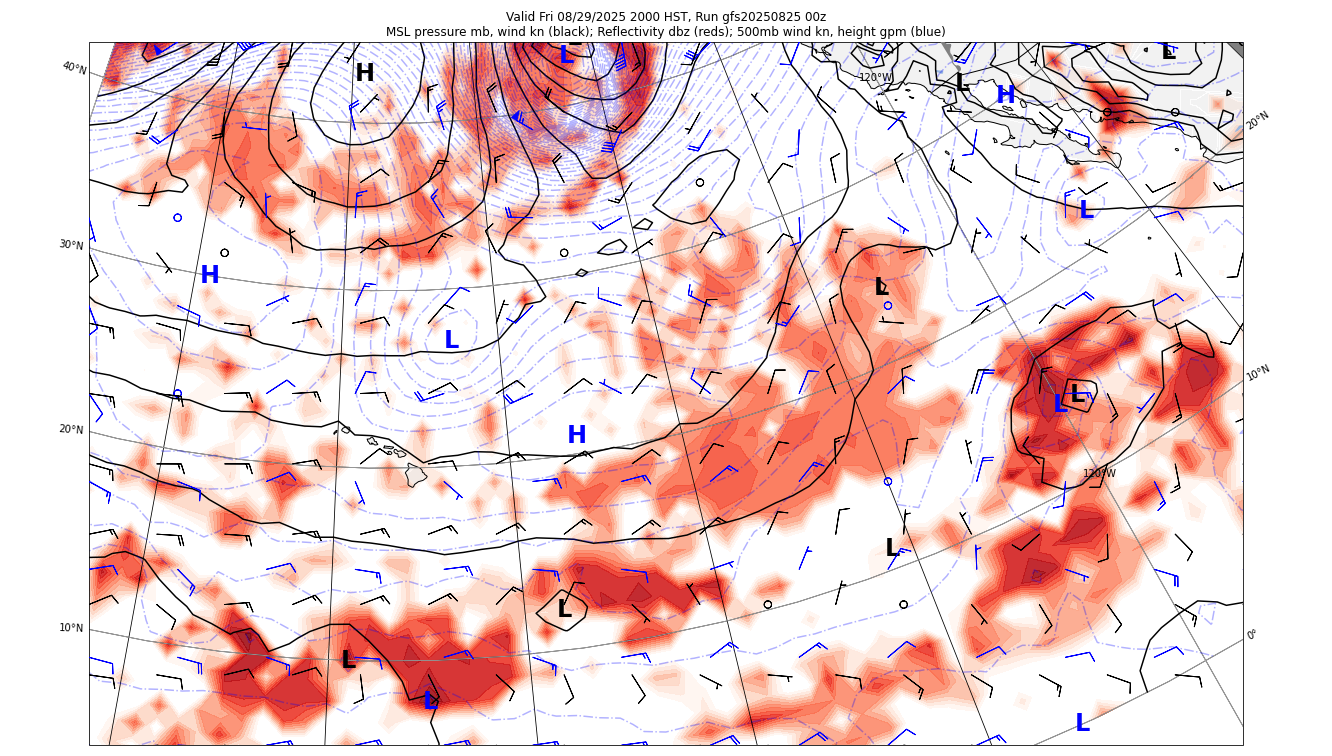 Valid Fri 08/29/2025 2000 HST, Run gfs20250825 00z
MSL pressure mb, wind kn (black); Reflectivity dbz (reds); 500mb wind kn, height gpm (blue)
L
L
H
40°N
120°W
L
H
20°N
L
30°N
H
L
L
10°N
L
L
20°N
H
120°W
L
L
10°N
0°
L
L
L